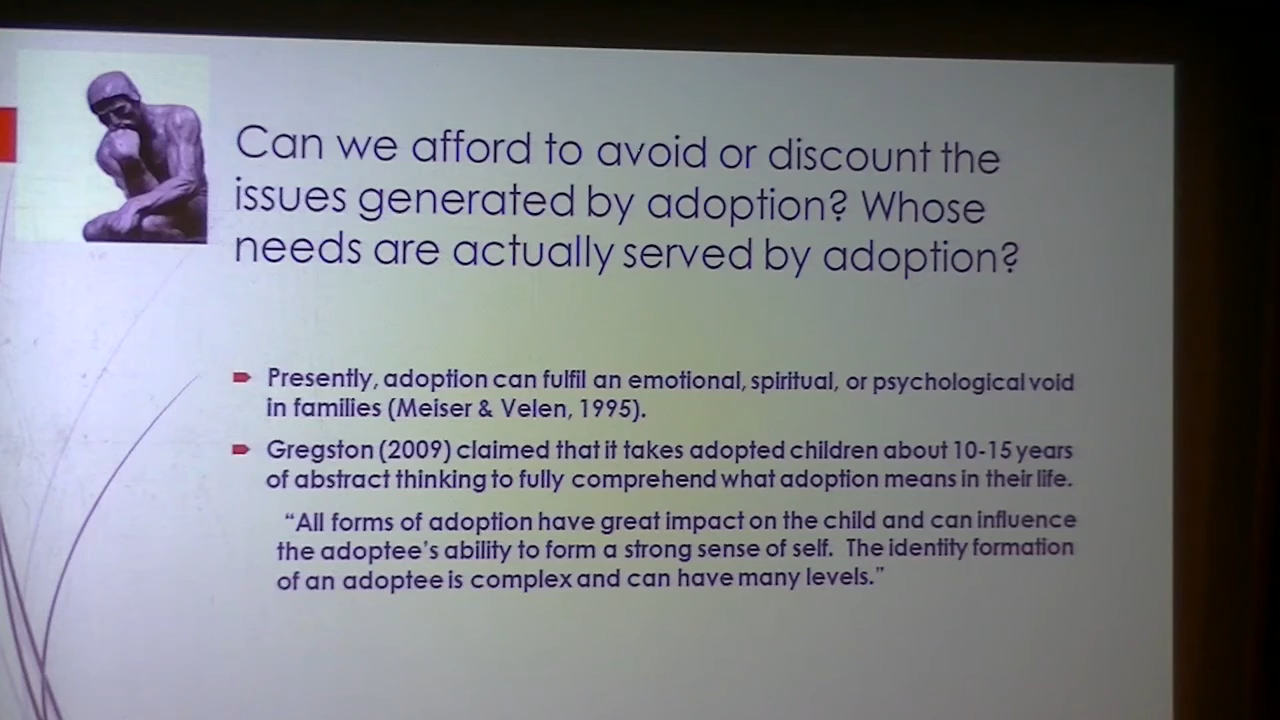 Can we afford to avoid or discount the
issues generated by adoption? Whose
needs are actually served by adoption?
Presently, adoption can fulfil an emotional, spiritual, or psychological void
in families (Meiser & Velen, 1995).
Gregston (2009) claimed that it takes adopted children about 10-15 years
of abstract thinking to fully comprehend what adoption means in their life.
“All forms of adoption have great impact on the child and can influence
the adoptee’s ability to form a strong sense of self. The identity formation
of an adoptee is complex and can have many levels.”